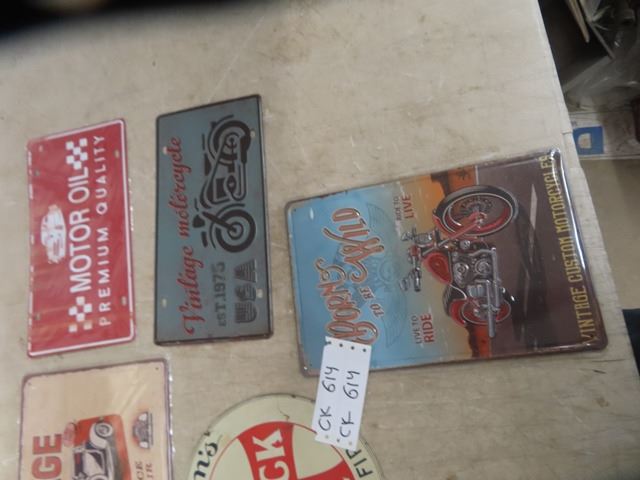 MOTOR OIL
PREMIUM QUALITY
Vintage motorcycle
EST.1975
USA
BORN
TO BE WILD
LIVE TO
RIDE
RIDE TO
LIVE
VINTAGE CUSTOM MOTORCYCLES
CK 614
CK 614